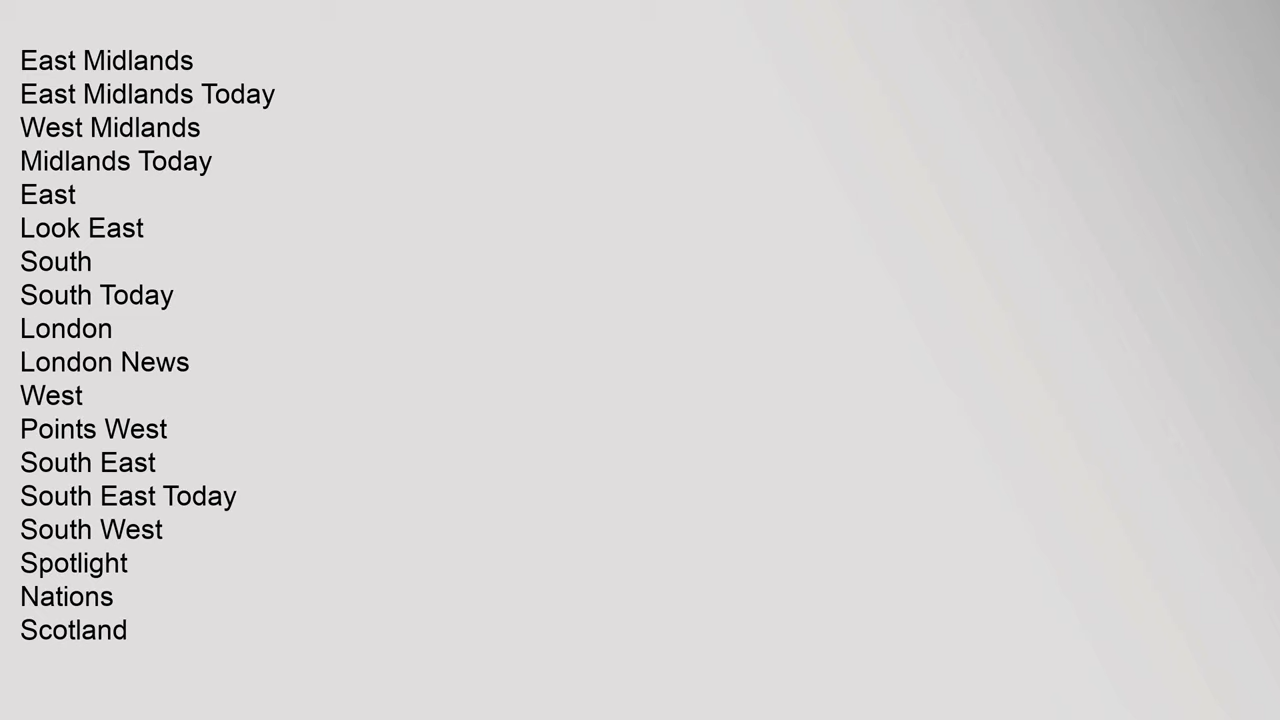 East Midlands
East Midlands Today
West Midlands
Midlands Today
East
Look East
South
South Today
London
London News
West
Points West
South East
South East Today
South West
Spotlight
Nations
Scotland